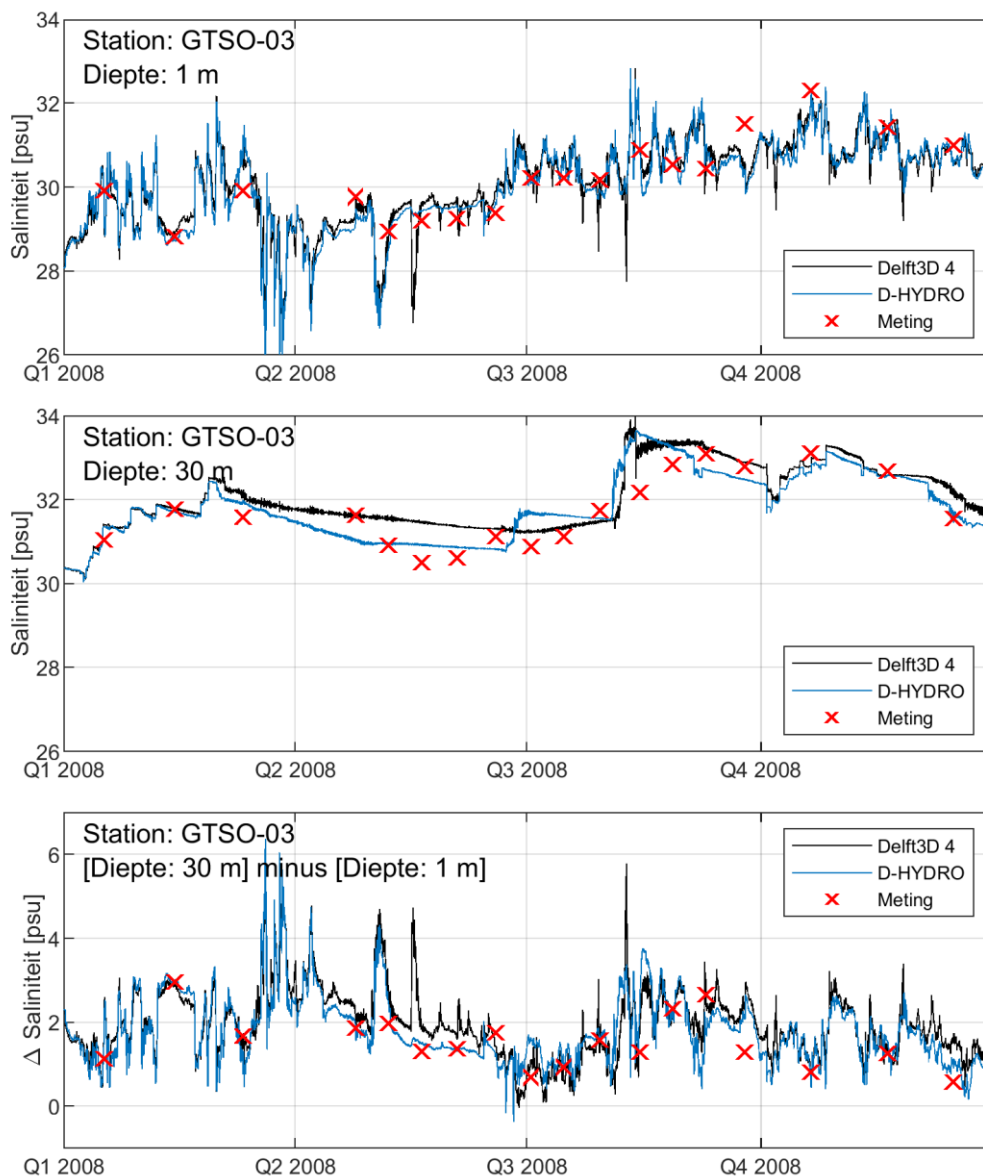 34
Station: GTSO-03
Diepte: 1 m
32
30
28
26
Saliniteit [psu]
Delft3D 4
D-HYDRO
Meting
Q1 2008
Q2 2008
Q3 2008
Q4 2008
34
Station: GTSO-03
Diepte: 30 m
32
30
28
26
Saliniteit [psu]
Delft3D 4
D-HYDRO
Meting
Q1 2008
Q2 2008
Q3 2008
Q4 2008
Station: GTSO-03
[Diepte: 30 m] minus [Diepte: 1 m]
6
4
2
0
Δ Saliniteit [psu]
Delft3D 4
D-HYDRO
Meting
Q1 2008
Q2 2008
Q3 2008
Q4 2008